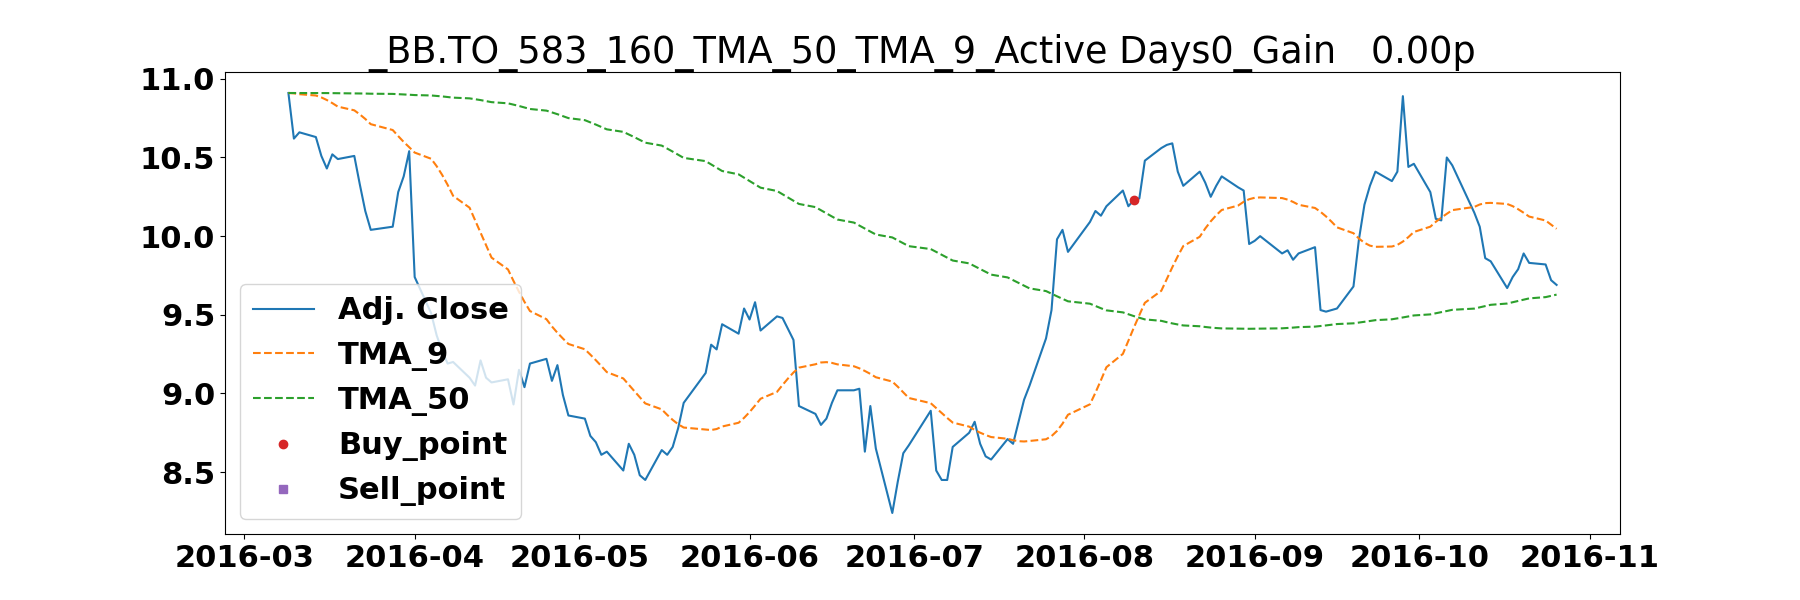 _BB.TO_583_160_TMA_50_TMA_9_Active Days0_Gain   0.00p
11.0
10.5
10.0
9.5
9.0
8.5
Adj. Close
TMA_9
TMA_50
Buy_point
Sell_point
2016-03 2016-04 2016-05 2016-06 2016-07 2016-08 2016-09 2016-10 2016-11